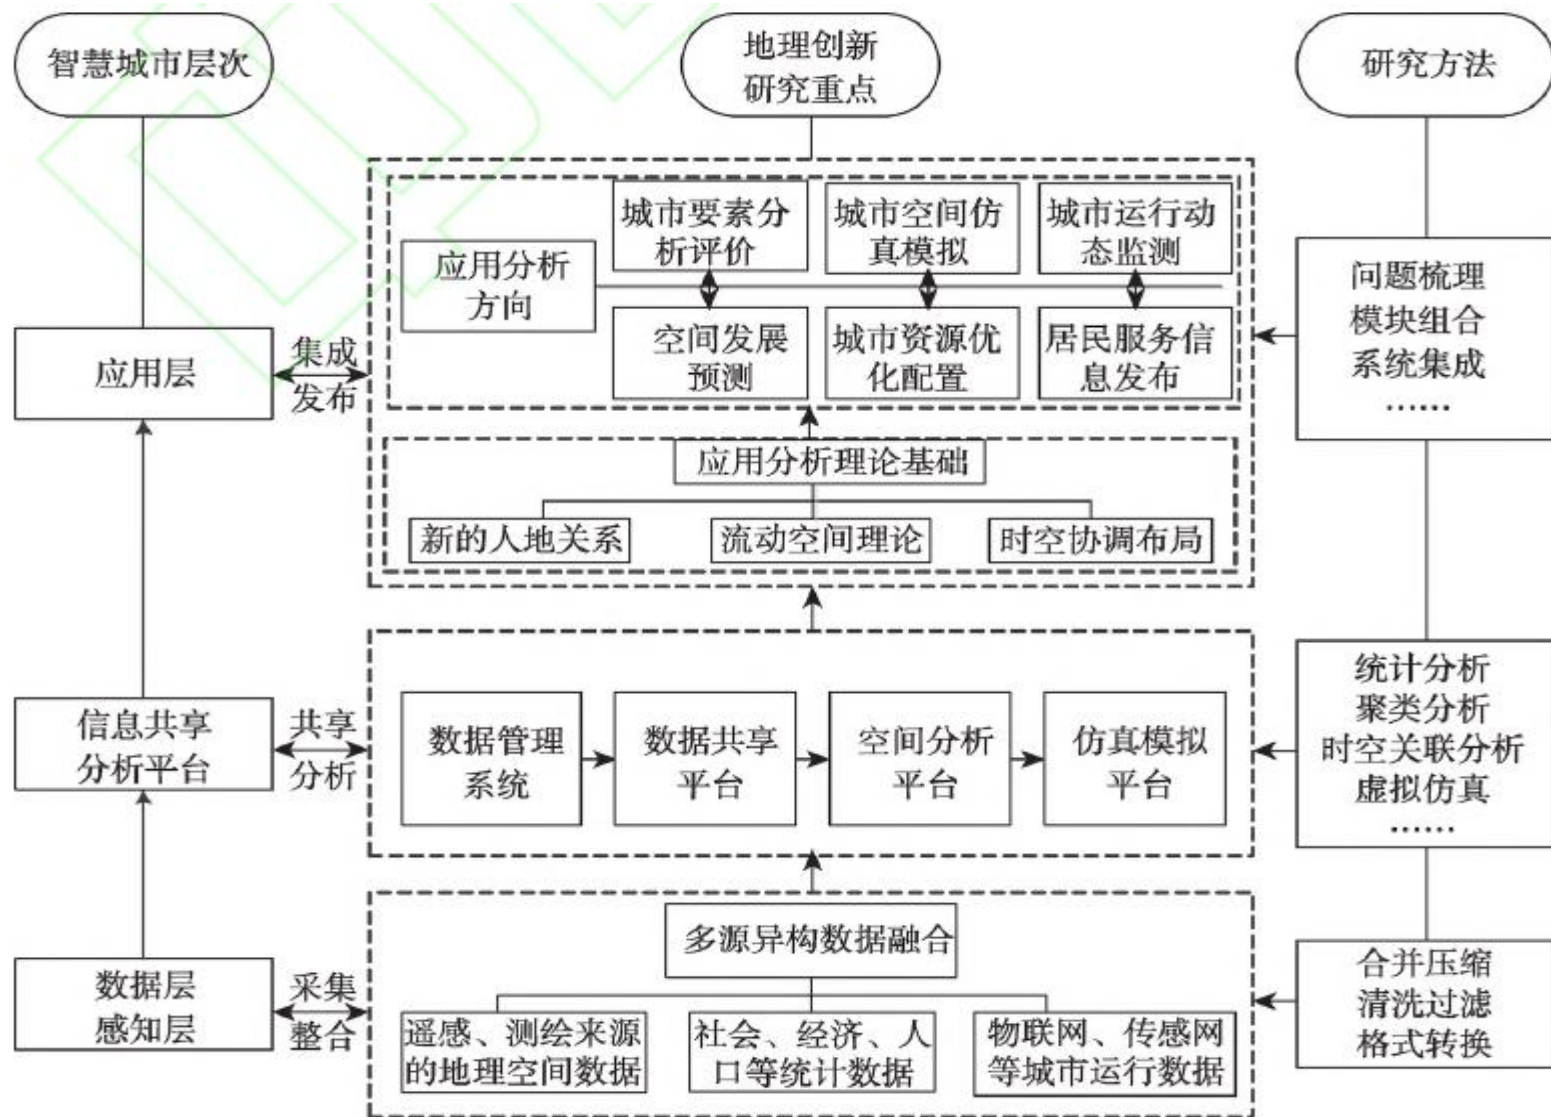 智慧城市层次
地理创新
研究重点
研究方法
城市要素分
析评价
城市空间仿
真模拟
城市运行动
态监测
应用分析
方向
空间发展
预测
城市资源优
化配置
居民服务信
息发布
应用层
集成
发布
问题梳理
模块组合
系统集成
……
应用分析理论基础
新的人地关系
流动空间理论
时空协调布局
信息共享
分析平台
共享
分析
数据管理
系统
数据共享
平台
空间分析
平台
仿真模拟
平台
统计分析
聚类分析
时空关联分析
虚拟仿真
……
多源异构数据融合
数据层
感知层
采集
整合
遥感、测绘来源
的地理空间数据
社会、经济、人
口等统计数据
物联网、传感网
等城市运行数据
合并压缩
清洗过滤
格式转换